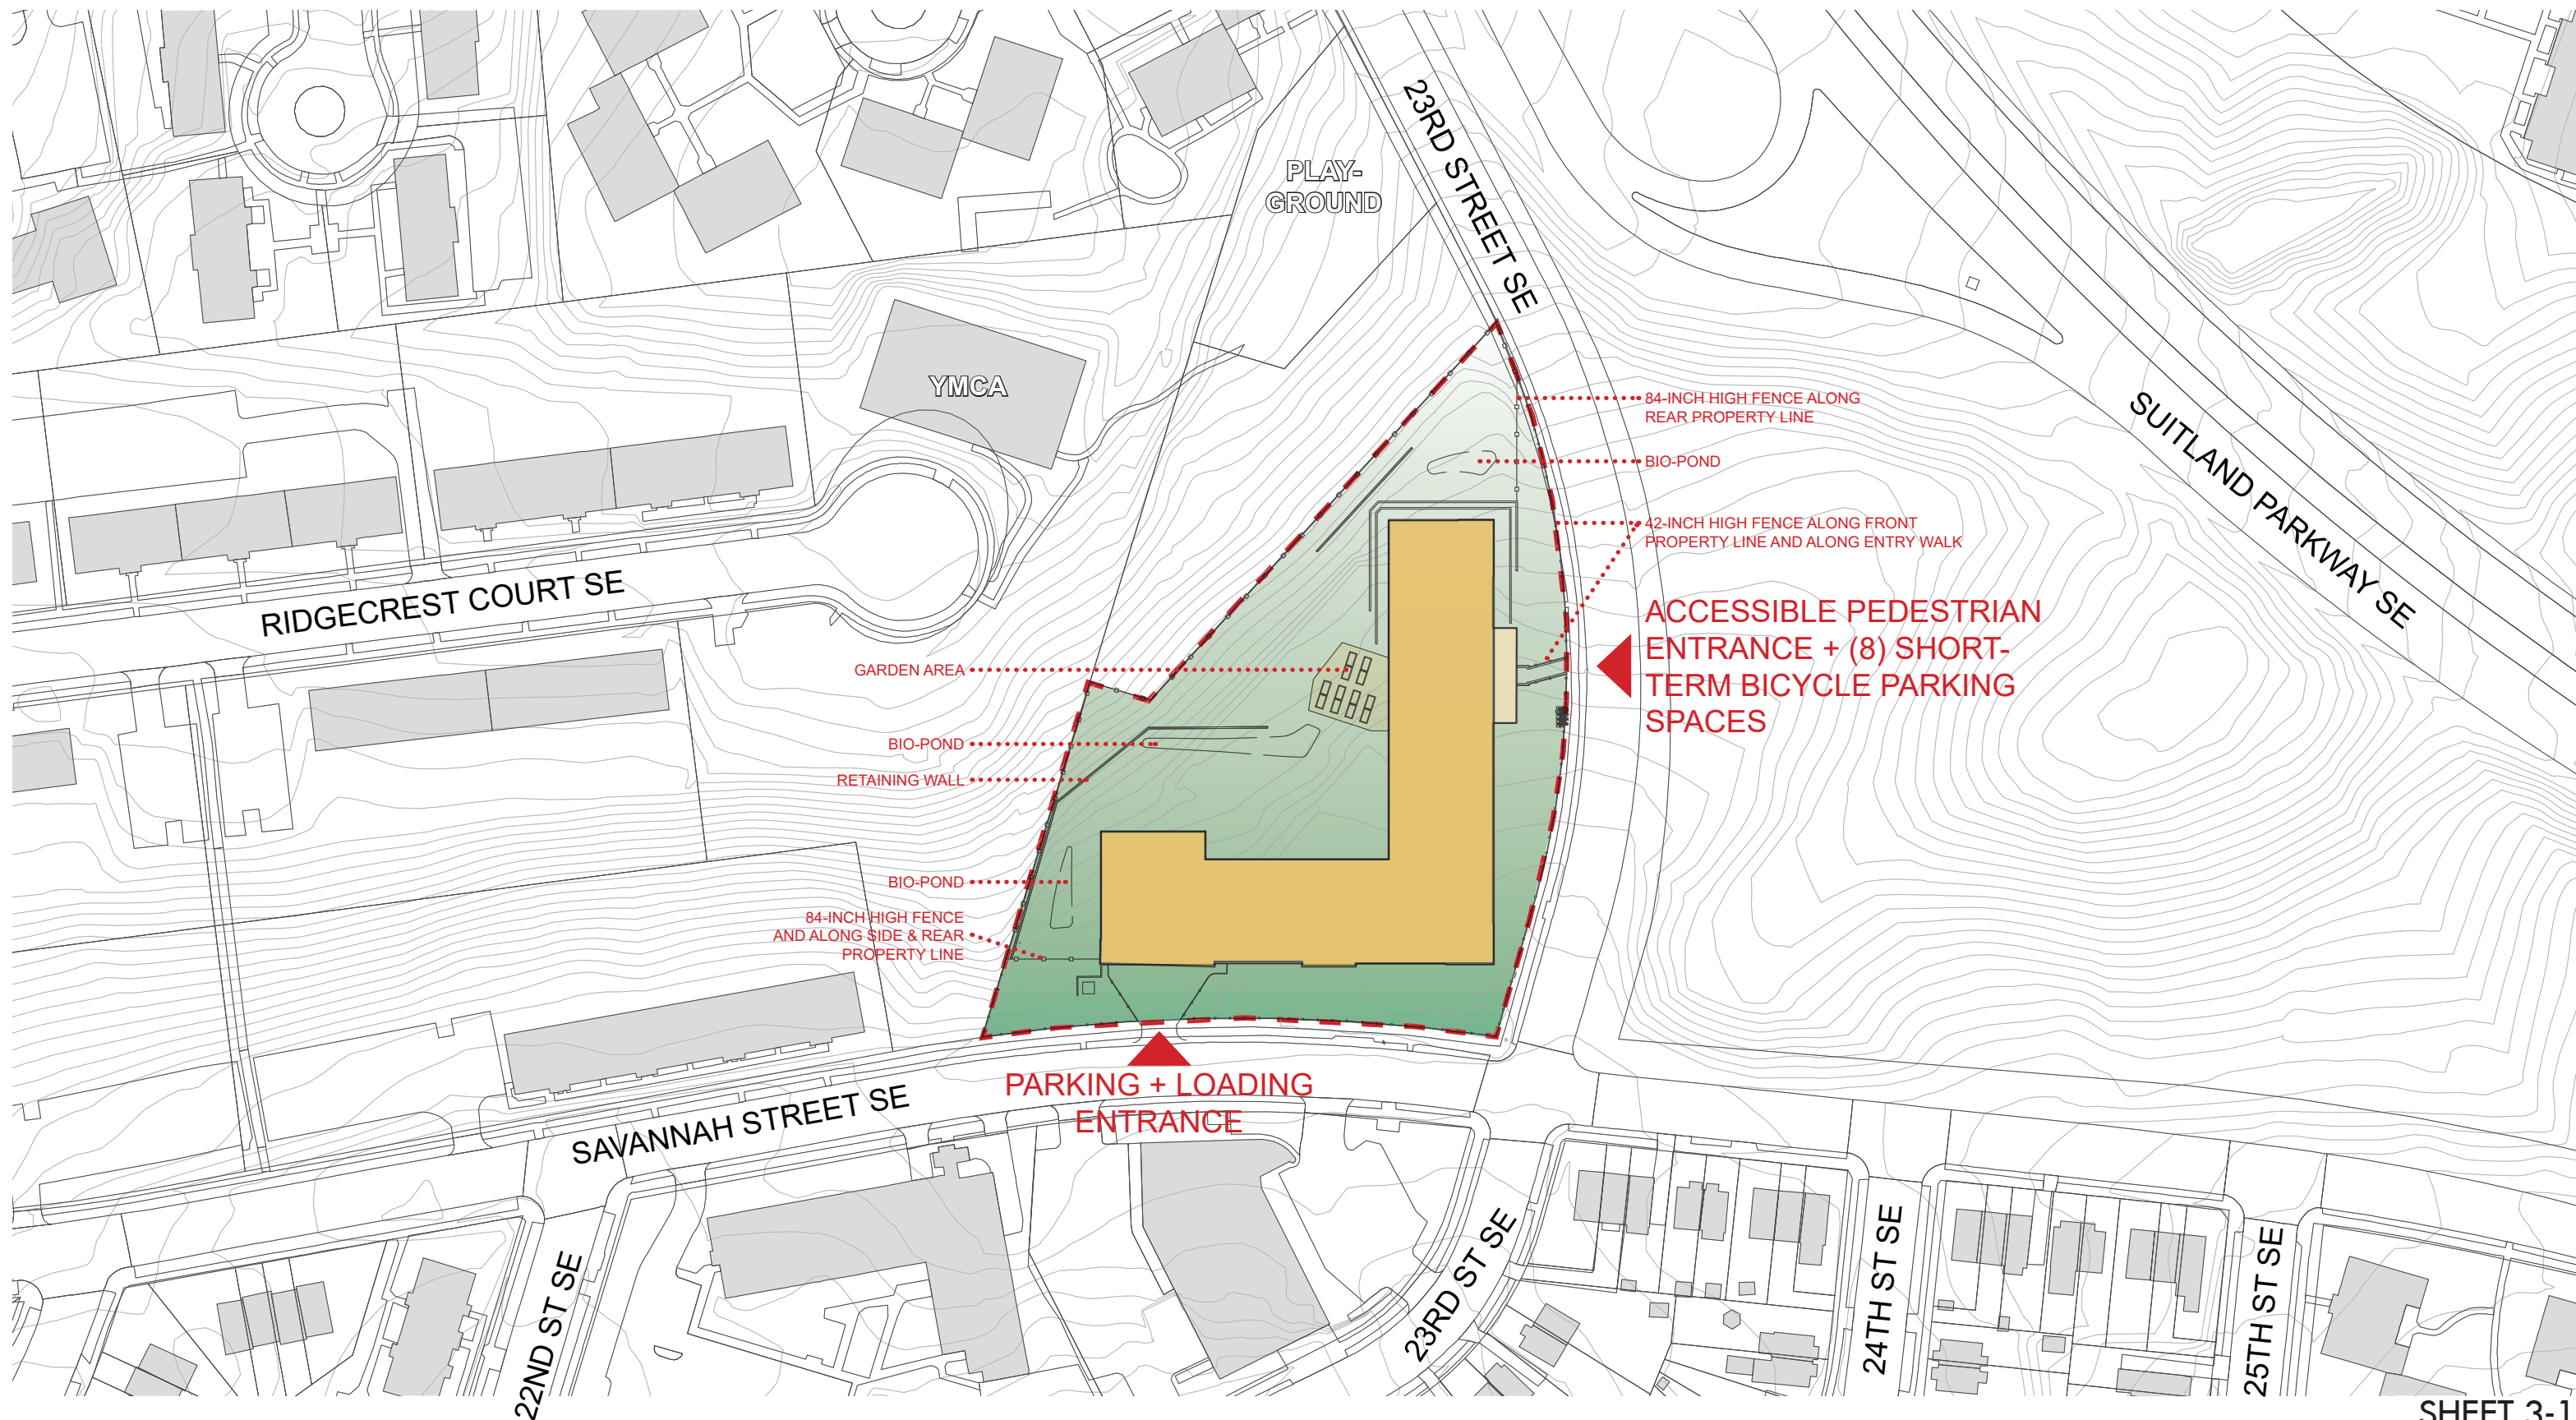 23RD STREET SE
PLAY-
GROUND
YMCA
84-INCH HIGH FENCE ALONG
REAR PROPERTY LINE
BIO-POND
42-INCH HIGH FENCE ALONG FRONT
PROPERTY LINE AND ALONG ENTRY WALK
SUITLAND PARKWAY SE
RIDGECREST COURT SE
ACCESSIBLE PEDESTRIAN
ENTRANCE + (8) SHORT-
TERM BICYCLE PARKING
SPACES
GARDEN AREA
BIO-POND
RETAINING WALL
BIO-POND
84-INCH HIGH FENCE
AND ALONG SIDE & REAR
PROPERTY LINE
PARKING + LOADING
ENTRANCE
SAVANNAH STREET SE
22ND ST SE
23RD ST SE
24TH ST SE
25TH ST SE
SHEET 3-1